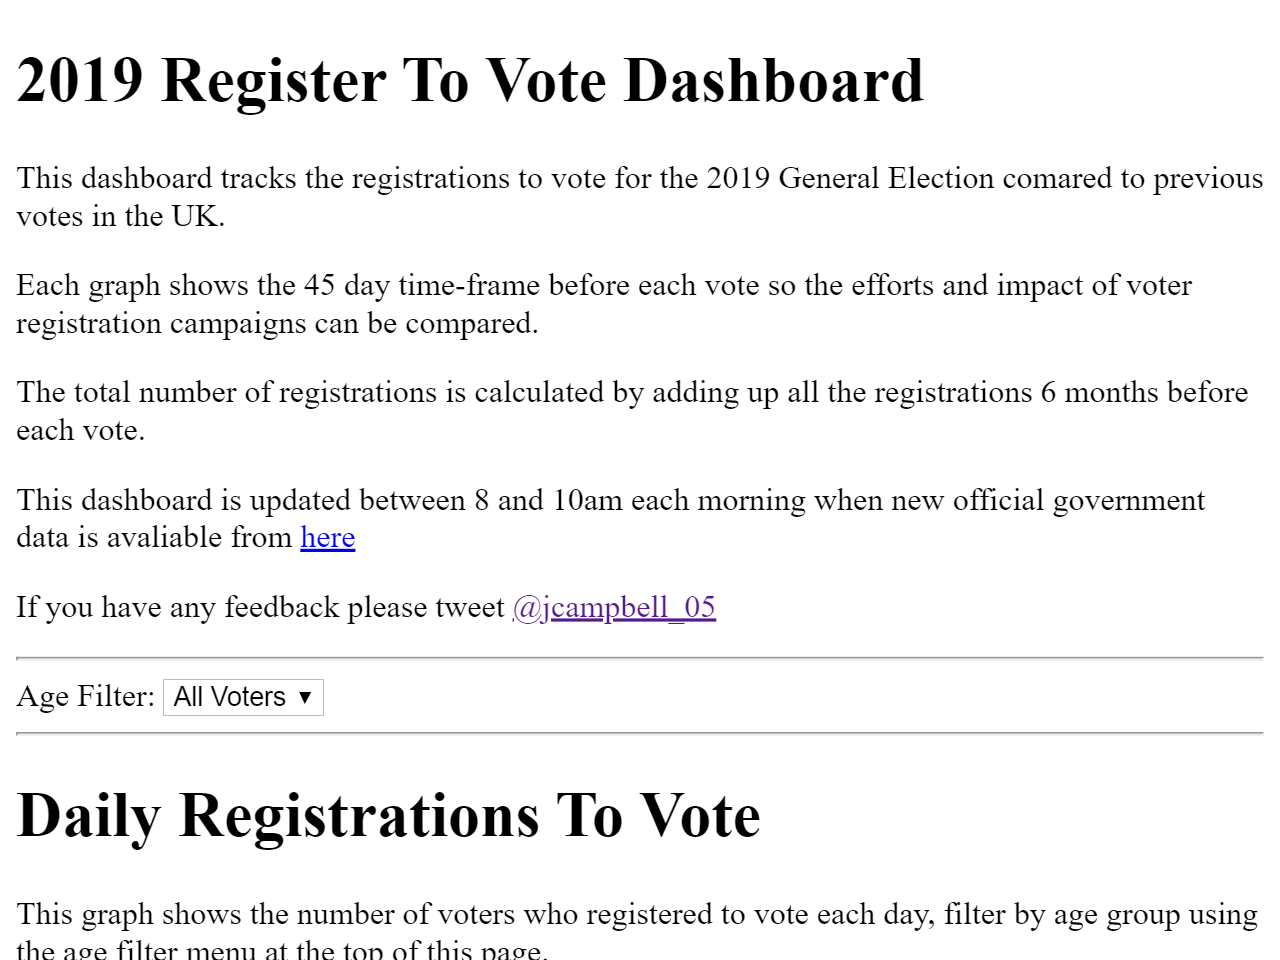 2019 Register To Vote Dashboard
This dashboard tracks the registrations to vote for the 2019 General Election comared to previous
votes in the UK.
Each graph shows the 45 day time-frame before each vote so the efforts and impact of voter
registration campaigns can be compared.
The total number of registrations is calculated by adding up all the registrations 6 months before
each vote.
This dashboard is updated between 8 and 10am each morning when new official government
data is avaliable from here
If you have any feedback please tweet @jcampbell_05
Age Filter: All Voters ▼
Daily Registrations To Vote
This graph shows the number of voters who registered to vote each day, filter by age group using
the age filter menu at the top of this page.